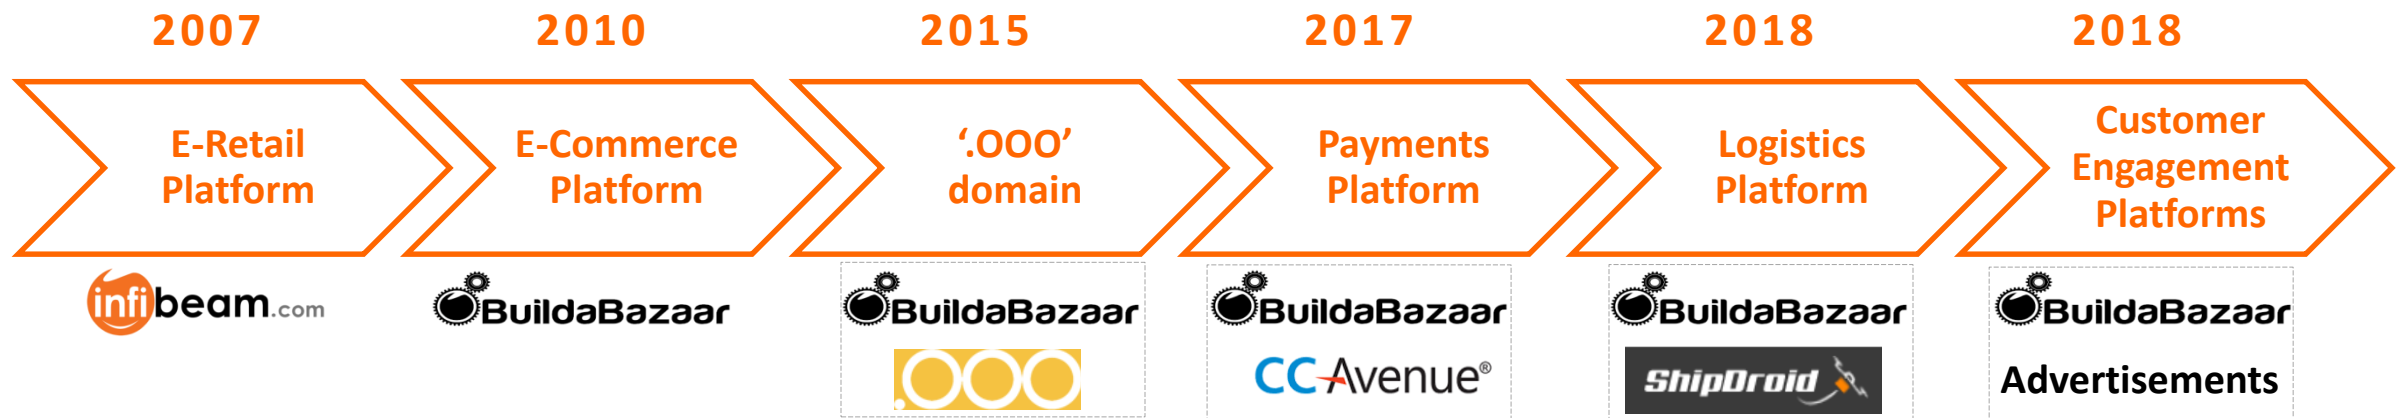 2007 2010 2015 2017 2018 2018
E-Retail
Platform
E-Commerce
Platform
‘.OOO’
domain
Payments
Platform
Logistics
Platform
Customer
Engagement
Platforms
infibeam.com
BuildaBazaar
BuildaBazaar
.OOO
BuildaBazaar
CCAvenue®
BuildaBazaar
ShipDroid
BuildaBazaar
Advertisements